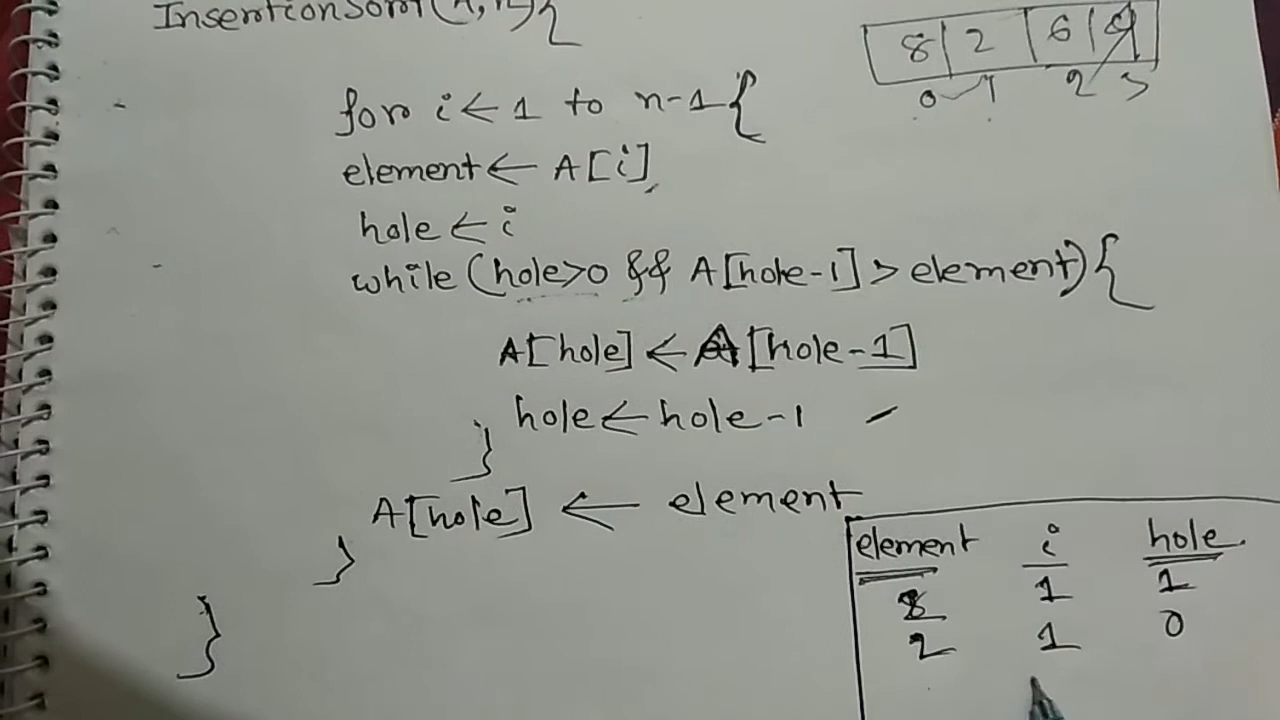 InsertionSort(A, n){
8 2 6 9
0 1 2 3
for i ← 1 to n-1{
element ← A[i]
hole ← i
while (hole>0 && A[hole-1] > element){
A[hole] ← A[hole-1]
hole ← hole-1
}
A[hole] ← element
}
}
element i hole
8 1 1
2 1 0